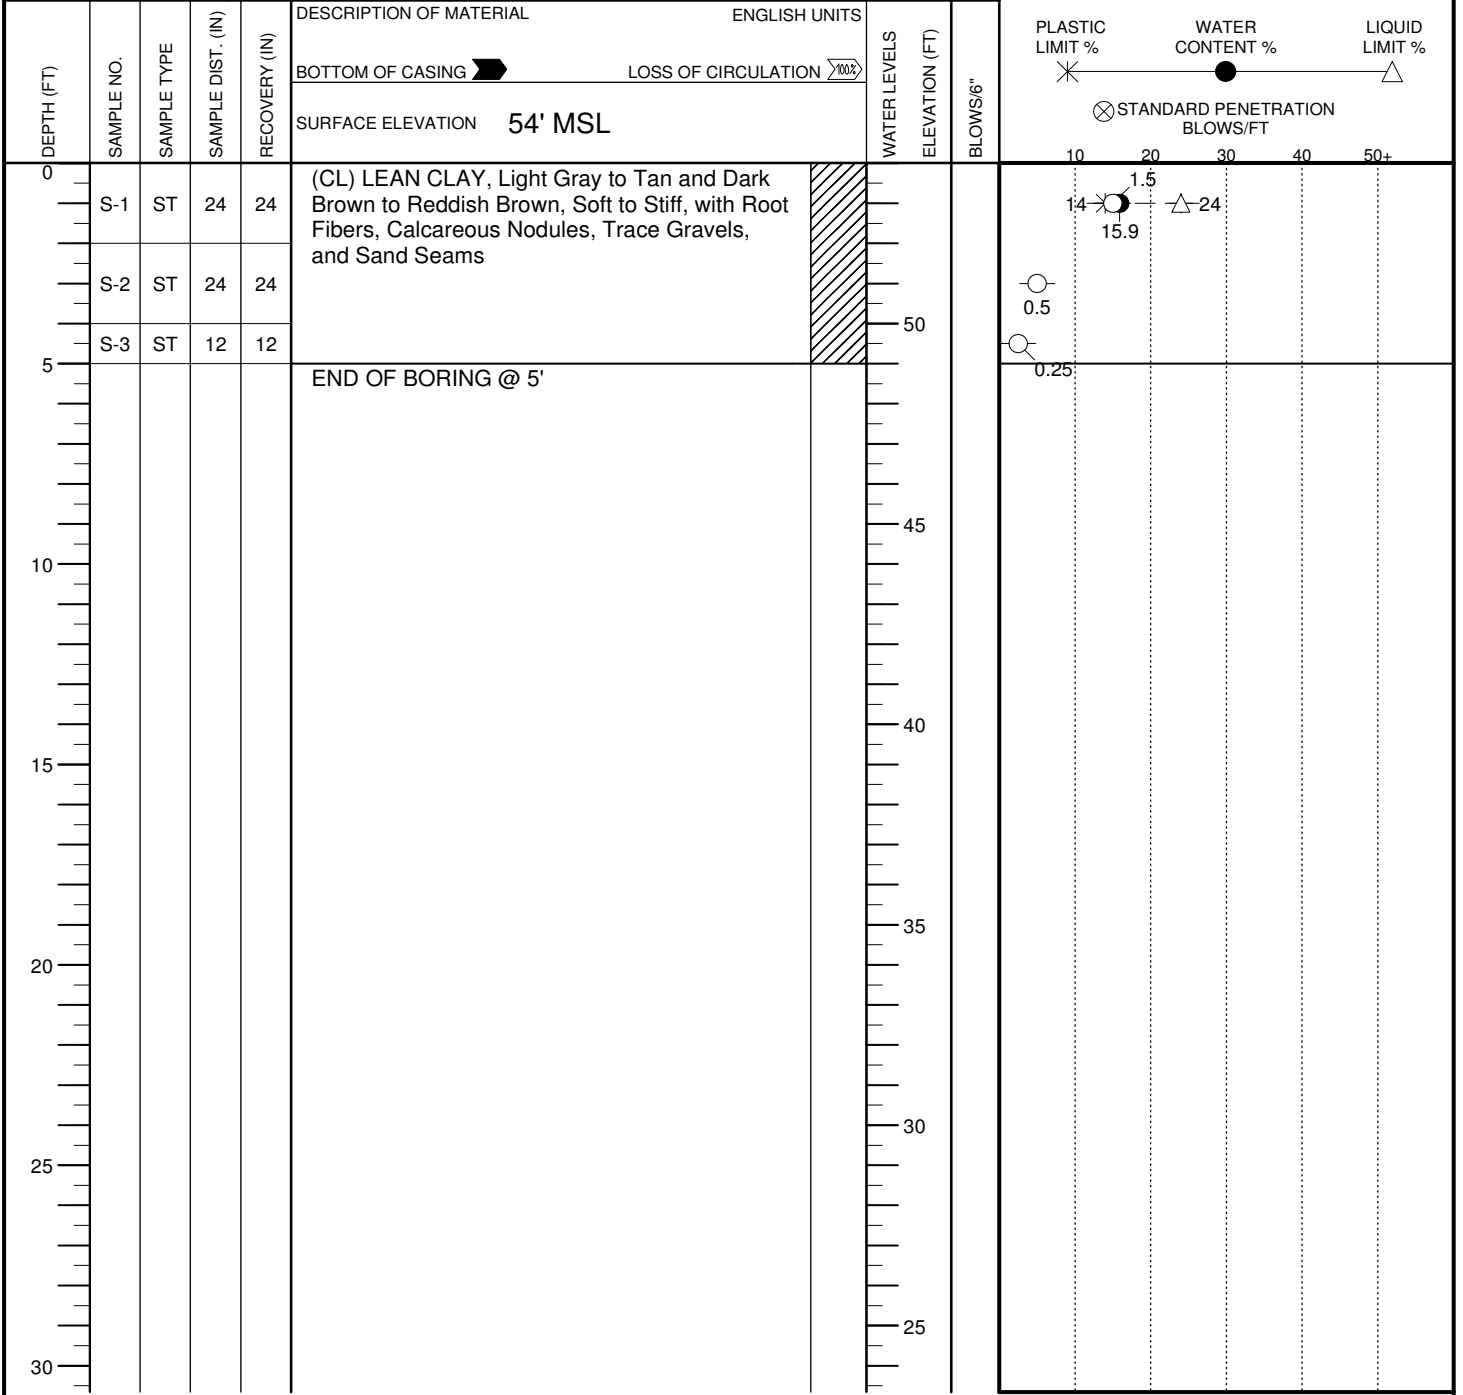 DEPTH (FT)
SAMPLE NO.
SAMPLE TYPE
SAMPLE DIST. (IN)
RECOVERY (IN)
DESCRIPTION OF MATERIAL ENGLISH UNITS
BOTTOM OF CASING LOSS OF CIRCULATION 100%
SURFACE ELEVATION 54' MSL
WATER LEVELS
ELEVATION (FT)
BLOWS/6"
PLASTIC LIMIT %
WATER CONTENT %
LIQUID LIMIT %
STANDARD PENETRATION
BLOWS/FT
10 20 30 40 50+
0
S-1 ST 24 24
(CL) LEAN CLAY, Light Gray to Tan and Dark
Brown to Reddish Brown, Soft to Stiff, with Root
Fibers, Calcareous Nodules, Trace Gravels,
and Sand Seams
1.5
14 24
15.9
S-2 ST 24 24
0.5
50
S-3 ST 12 12
0.25
5
END OF BORING @ 5'
45
10
40
15
35
20
30
25
25
30